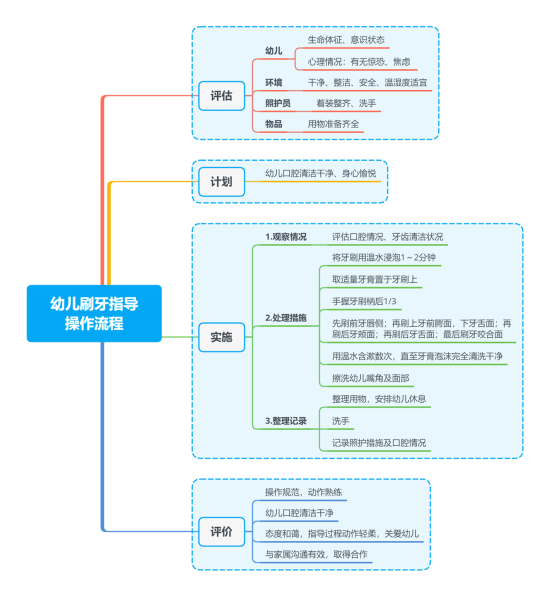 幼儿刷牙指导
操作流程
评估
幼儿
生命体征、意识状态
心理情况：有无惊恐、焦虑
环境
干净、整洁、安全、温湿度适宜
照护员
着装整齐、洗手
物品
用物准备齐全
计划
幼儿口腔清洁干净、身心愉悦
实施
1.观察情况
评估口腔情况、牙齿清洁状况
2.处理措施
将牙刷用温水浸泡1～2分钟
取适量牙膏置于牙刷上
手握牙刷柄后1/3
先刷前牙唇侧；再刷上牙前腭面，下牙舌面；再
刷后牙颊面；再刷后牙舌面；最后刷牙咬合面
用温水含漱数次，直至牙膏泡沫完全清洗干净
擦洗幼儿嘴角及面部
3.整理记录
整理用物，安排幼儿休息
洗手
记录照护措施及口腔情况
评价
操作规范，动作熟练
幼儿口腔清洁干净
态度和蔼，指导过程动作轻柔，关爱幼儿
与家属沟通有效，取得合作